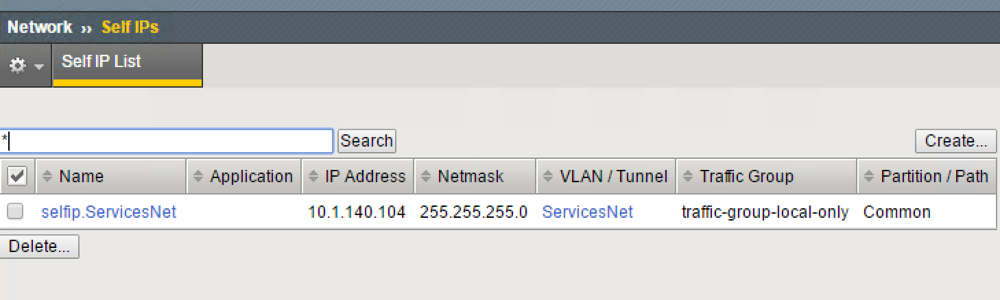 Network ›› Self IPs
Self IP List
* Search Create...
Name Application IP Address Netmask VLAN / Tunnel Traffic Group Partition / Path
selfip.ServicesNet 10.1.140.104 255.255.255.0 ServicesNet traffic-group-local-only Common
Delete...